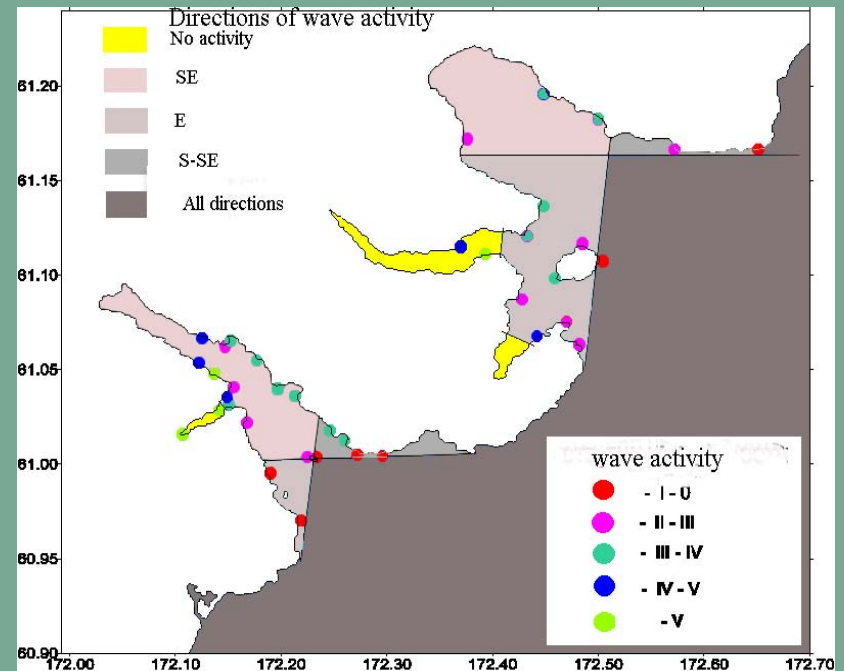 Directions of wave activity
No activity
SE
E
S-SE
All directions
61.20
61.15
61.10
61.05
61.00
60.95
60.90
172.00 172.10 172.20 172.30 172.40 172.50 172.60 172.70
wave activity
- I - 0
- II - III
- III - IV
- IV - V
- V